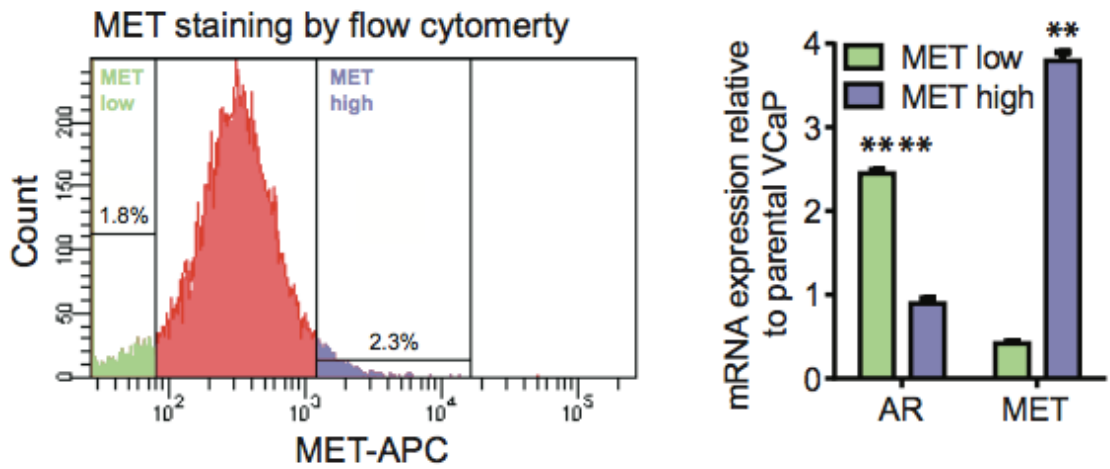 MET staining by flow cytomerty
MET
low
MET
high
1.8%
2.3%
Count
0
50
100
150
200
10^2
10^3
10^4
10^5
MET-APC
mRNA expression relative
to parental VCaP
4
3
2
1
0
MET low
MET high
**
****
AR
MET